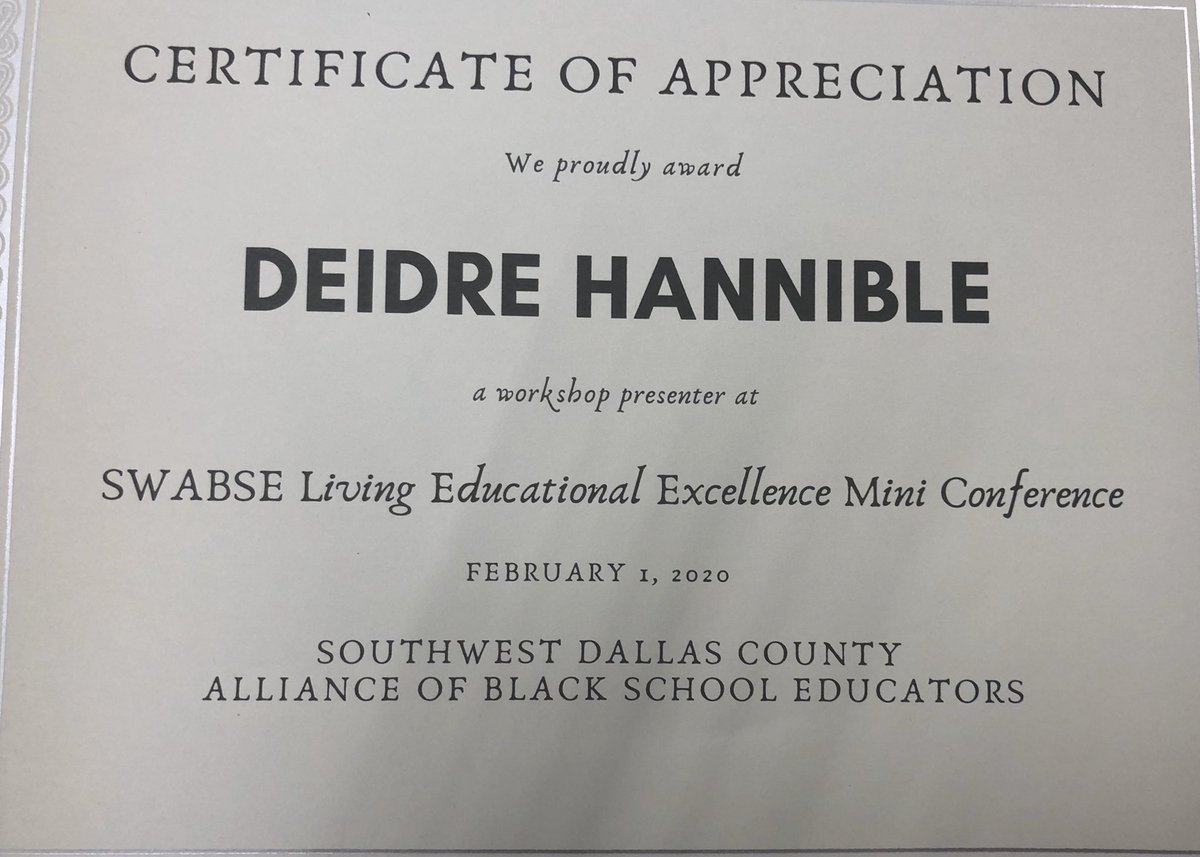 CERTIFICATE OF APPRECIATION
We proudly award
DEIDRE HANNIBLE
a workshop presenter at
SWABSE Living Educational Excellence Mini Conference
FEBRUARY 1, 2020
SOUTHWEST DALLAS COUNTY
ALLIANCE OF BLACK SCHOOL EDUCATORS